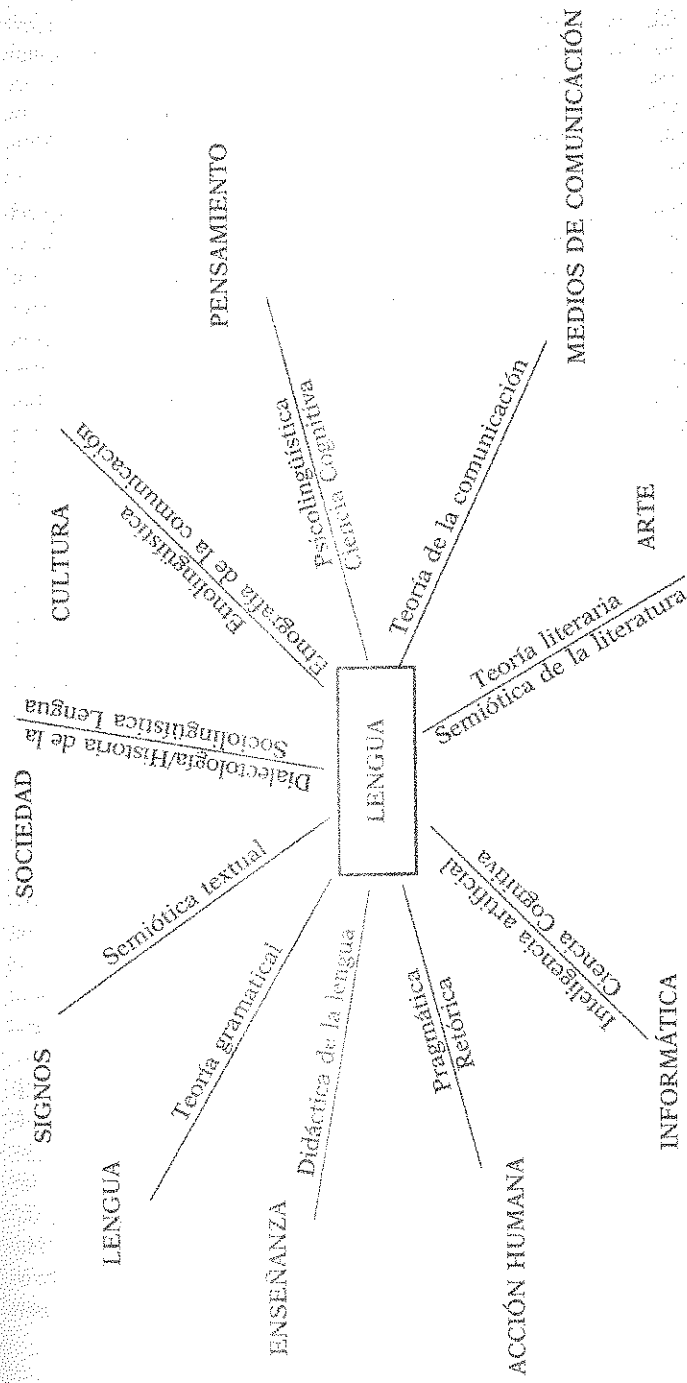 SIGNOS
Semiótica textual
SOCIEDAD
Dialectología/Historia de la
Sociolingüística Lengua
CULTURA
Etnolingüística
Etnografía de la comunicación
PENSAMIENTO
Psicolingüística
Ciencia Cognitiva
MEDIOS DE COMUNICACIÓN
Teoría de la comunicación
LENGUA
Teoría gramatical
LENGUA
ENSEÑANZA
Didáctica de la lengua
ACCIÓN HUMANA
Pragmática
Retórica
INFORMÁTICA
Inteligencia artificial
Ciencia Cognitiva
ARTE
Teoría literaria
Semiótica de la literatura